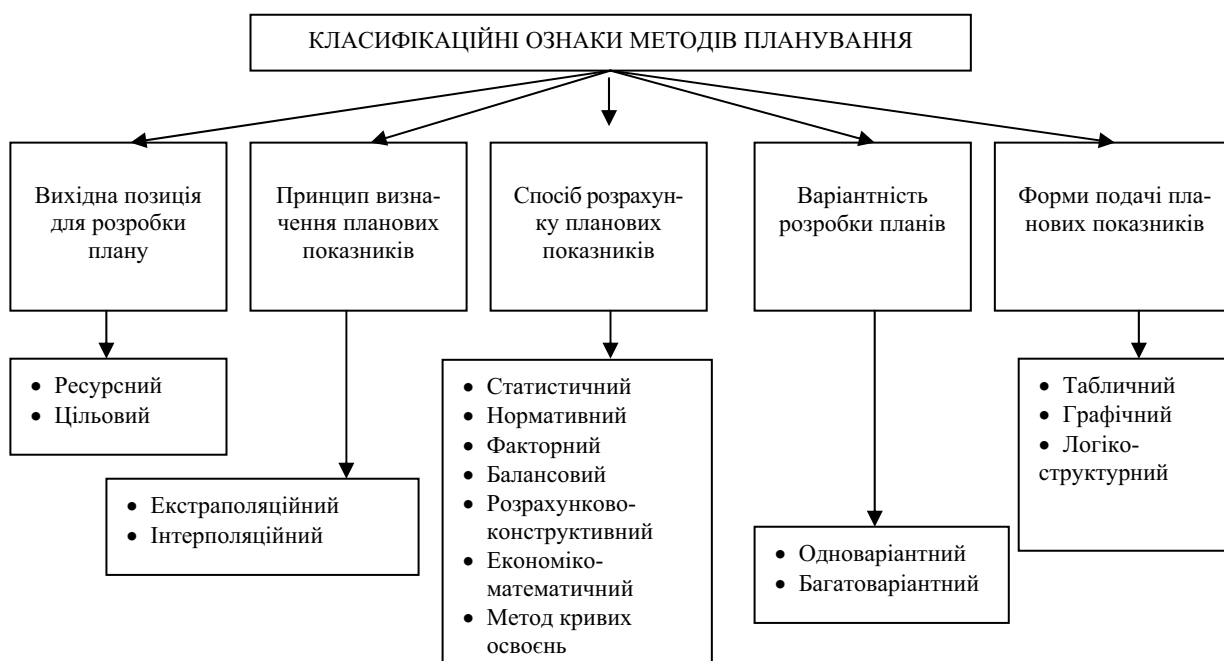 КЛАСИФІКАЦІЙНІ ОЗНАКИ МЕТОДІВ ПЛАНУВАННЯ
Вихідна позиція
для розробки
плану
Принцип визна-
чення планових
показників
Спосіб розрахун-
ку планових
показників
Варіантність
розробки планів
Форми подачі пла-
нових показників
• Ресурсний
• Цільовий
• Екстраполяційний
• Інтерполяційний
• Статистичний
• Нормативний
• Факторний
• Балансовий
• Розрахунково-
конструктивний
• Економіко-
математичний
• Метод кривих
освоєнь
• Одноваріантний
• Багатоваріантний
• Табличний
• Графічний
• Логіко-
структурний